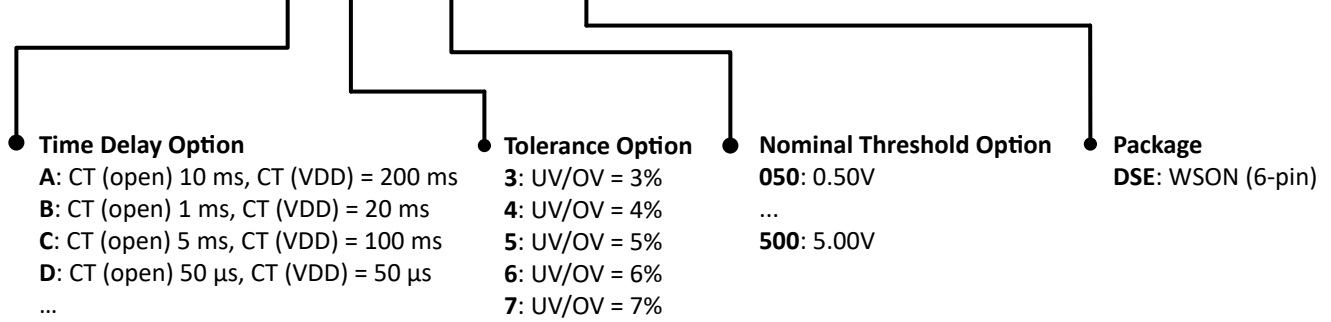 Time Delay Option
A: CT (open) 10 ms, CT (VDD) = 200 ms
B: CT (open) 1 ms, CT (VDD) = 20 ms
C: CT (open) 5 ms, CT (VDD) = 100 ms
D: CT (open) 50 µs, CT (VDD) = 50 µs
...
Tolerance Option
3: UV/OV = 3%
4: UV/OV = 4%
5: UV/OV = 5%
6: UV/OV = 6%
7: UV/OV = 7%
Nominal Threshold Option
050: 0.50V
...
500: 5.00V
Package
DSE: WSON (6-pin)